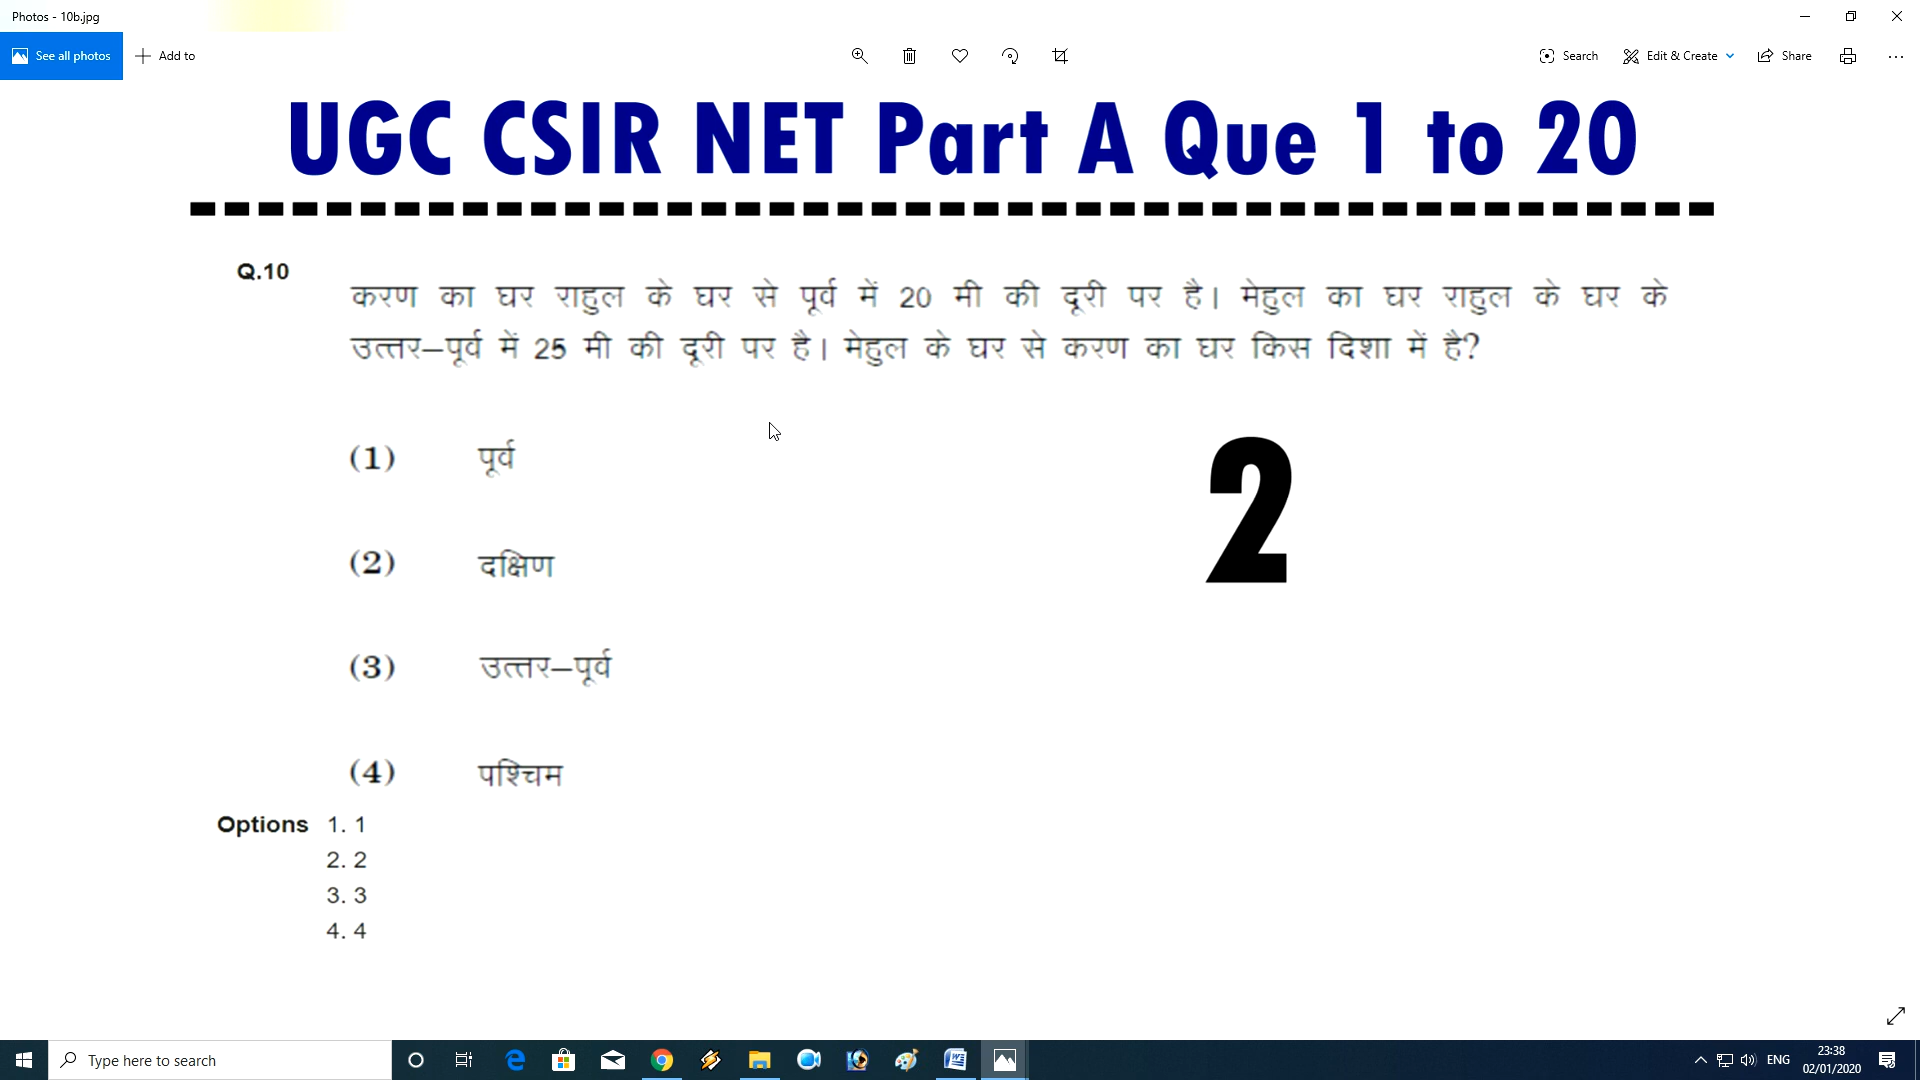 Photos - 10b.jpg
See all photos
Add to
Search
Edit & Create
Share
UGC CSIR NET Part A Que 1 to 20
Q.10
करण का घर राहुल के घर से पूर्व में 20 मी की दूरी पर है। मेहुल का घर राहुल के घर के
उत्तर–पूर्व में 25 मी की दूरी पर है। मेहुल के घर से करण का घर किस दिशा में है?
(1) पूर्व
2
(2) दक्षिण
(3) उत्तर–पूर्व
(4) पश्चिम
Options 1. 1
2. 2
3. 3
4. 4
Type here to search
ENG
23:38
02/01/2020